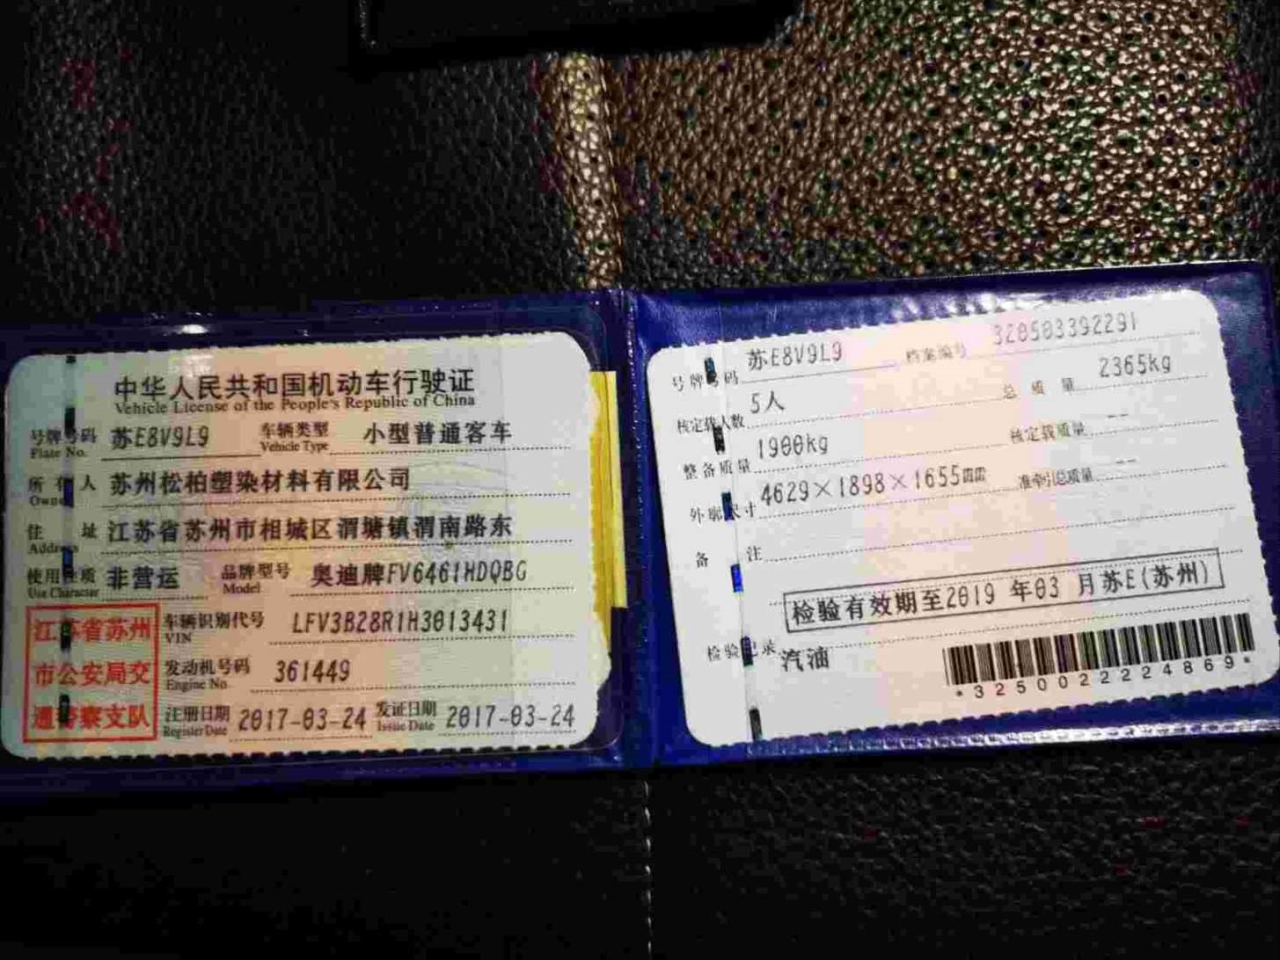 中华人民共和国机动车行驶证
Vehicle License of the People's Republic of China
号牌号码 苏E8V9L9 车辆类型 小型普通客车
Plate No. Vehicle Type
所有人 苏州松柏塑染材料有限公司
Owner
住址 江苏省苏州市相城区渭塘镇渭南路东
Address
使用性质 非营运 品牌型号 奥迪牌FV6461HDQBG
Use Character Model
江苏省苏州 车辆识别代号 LFV3B28R1H3013431
VIN
市公安局交 发动机号码 361449
Engine No.
通警察支队 注册日期 2017-03-24 发证日期 2017-03-24
Register Date Issue Date
号牌号码 苏E8V9L9 档案编号 320503392291
核定载人数 5人 总质量 2365kg
整备质量 1900kg 核定载质量 --
外廓尺寸 4629×1898×1655 准牵引总质量 --
备注
检验有效期至2019年03月苏E(苏州)
检验记录 汽油
*3250022224869*